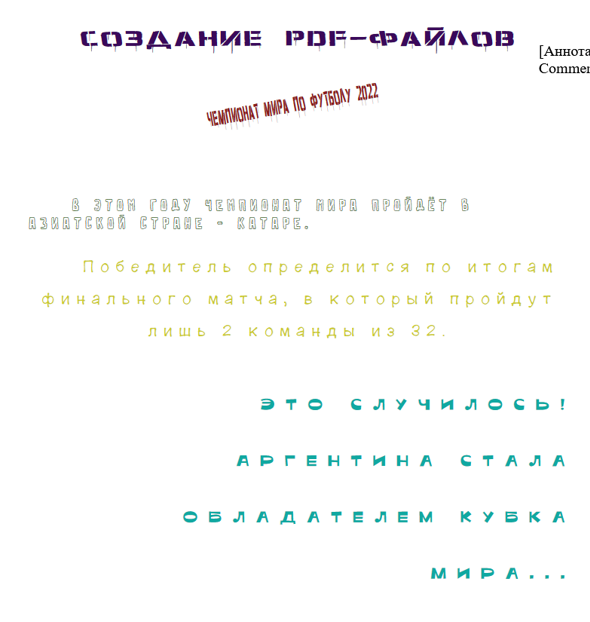 СОЗДАНИЕ PDF-ФАЙЛОВ
[Аннота
Commen
ЧЕМПИОНАТ МИРА ПО ФУТБОЛУ 2022
В ЭТОМ ГОДУ ЧЕМПИОНАТ МИРА ПРОЙДЁТ В
АЗИАТСКОЙ СТРАНЕ - КАТАРЕ.
Победитель определится по итогам
финального матча, в который пройдут
лишь 2 команды из 32.
ЭТО СЛУЧИЛОСЬ!
АРГЕНТИНА СТАЛА
ОБЛАДАТЕЛЕМ КУБКА
МИРА...